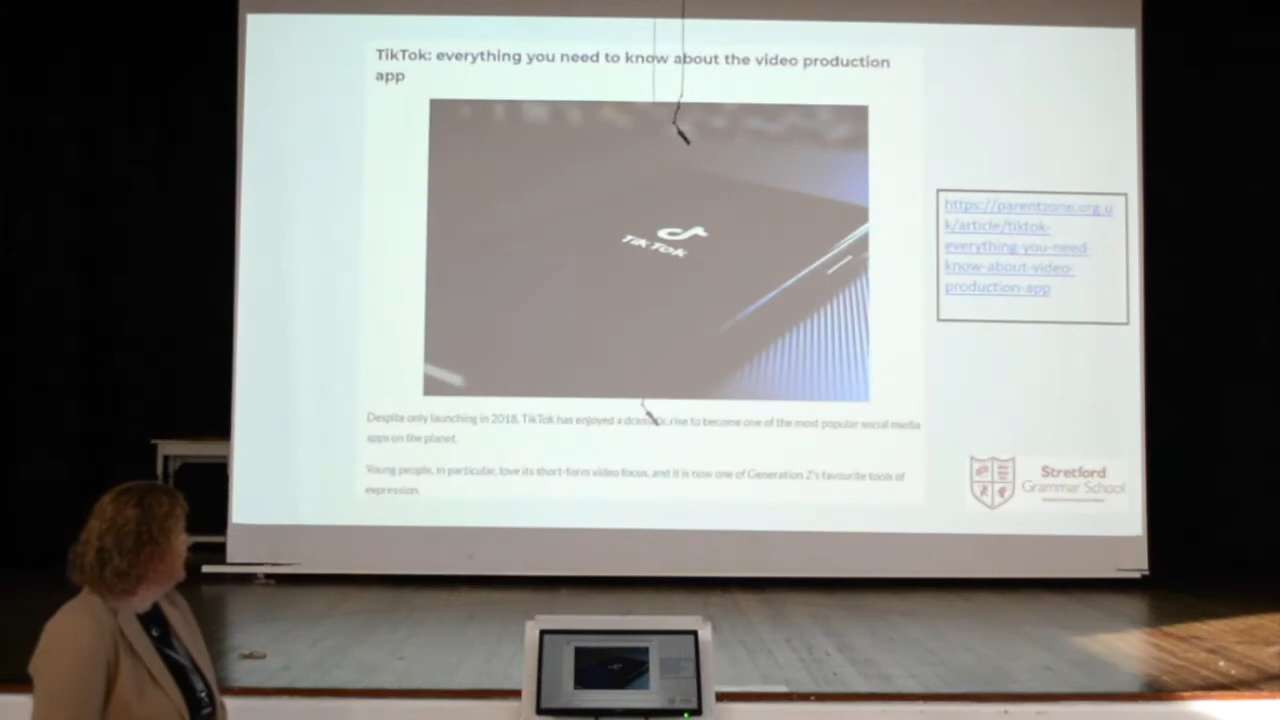 TikTok: everything you need to know about the video production
app
TikTok
https://parentzone.org.u
k/article/tiktok-
everything-you-need-
know-about-video-
production-app
Despite only launching in 2018, TikTok has enjoyed a dramatic rise to become one of the most popular social media
apps on the planet.
Young people, in particular, love its short-form video focus, and it is now one of Generation Z's favourite tools of
expression.
Stretford
Grammar School